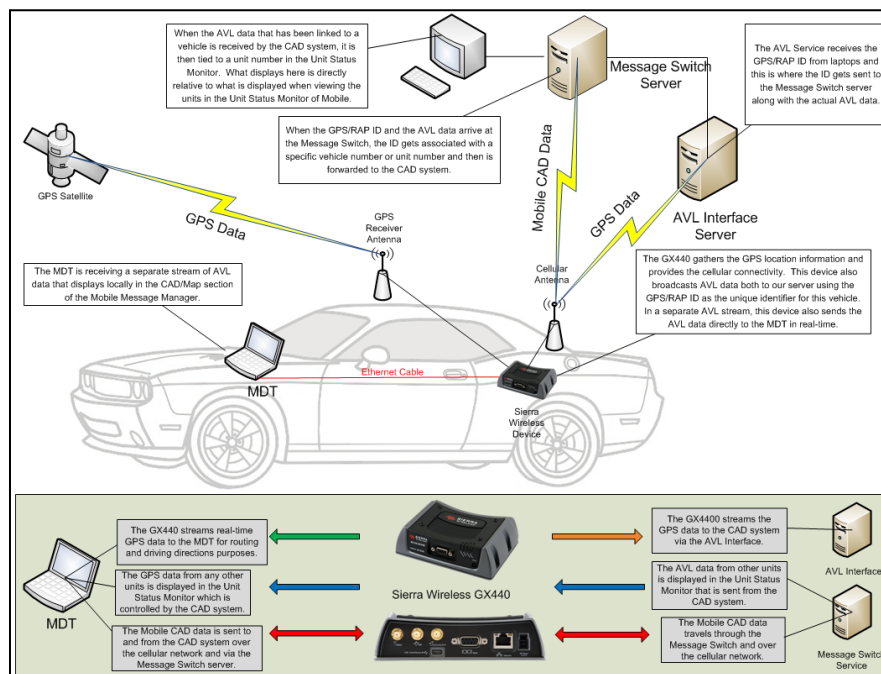 When the AVL data that has been linked to
a vehicle is received by the CAD system, it is
then tied to a unit number in the Unit Status
Monitor. What displays here is directly
relative to what is displayed when viewing the
units in the Unit Status Monitor of Mobile.
Message Switch
Server
The AVL Service receives the
GPS/RAP ID from laptops and
this is where the ID gets sent to
the Message Switch server
along with the actual AVL data.
When the GPS/RAP ID and the AVL data arrive at
the Message Switch, the ID gets associated with a
specific vehicle number or unit number and then is
forwarded to the CAD system.
GPS Satellite
GPS Data
GPS
Receiver
Antenna
Mobile CAD Data
GPS Data
AVL Interface
Server
Cellular
Antenna
The MDT is receiving a separate stream of AVL
data that displays locally in the CAD/Map section
of the Mobile Message Manager.
The GX440 gathers the GPS location information and
provides the cellular connectivity. This device also
broadcasts AVL data both to our server using the
GPS/RAP ID as the unique identifier for this vehicle.
In a separate AVL stream, this device also sends the
AVL data directly to the MDT in real-time.
Ethernet Cable
MDT
Sierra
Wireless
Device
The GX440 streams real-time
GPS data to the MDT for routing
and driving directions purposes.
The GPS data from any other
units is displayed in the Unit
Status Monitor which is
controlled by the CAD system.
The Mobile CAD data is sent to
and from the CAD system over
the cellular network and via the
Message Switch server.
MDT
SIERRA
Sierra Wireless GX440
The GX4400 streams the
GPS data to the CAD system
via the AVL Interface.
The AVL data from other units
is displayed in the Unit Status
Monitor that is sent from the
CAD system.
The Mobile CAD data
travels through the
Message Switch and over
the cellular network.
AVL Interface
Message Switch
Service